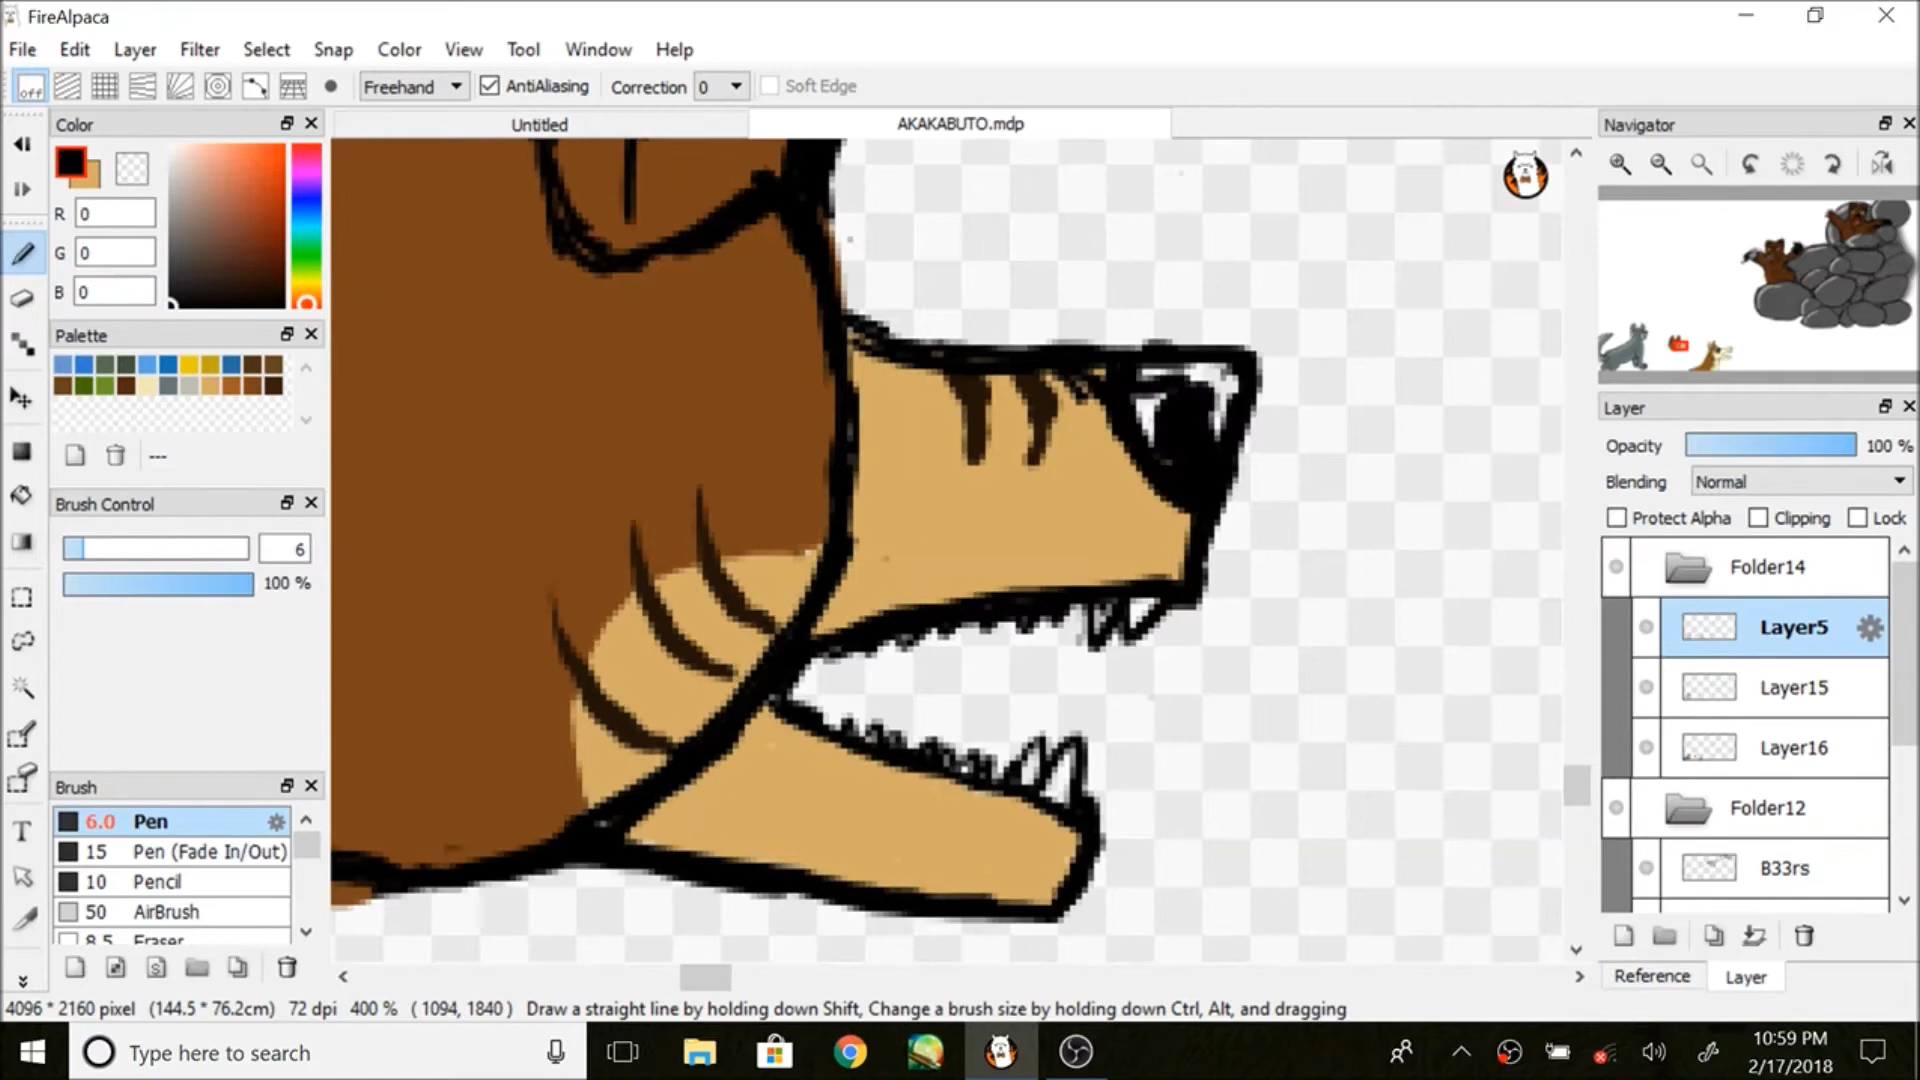 FireAlpaca
File Edit Layer Filter Select Snap Color View Tool Window Help
off Freehand AntiAliasing Correction 0 Soft Edge
Color
R 0
G 0
B 0
Palette
---
Brush Control
6
100 %
Brush
6.0 Pen
15 Pen (Fade In/Out)
10 Pencil
50 AirBrush
8.5 Eraser
Untitled AKAKABUTO.mdp
Navigator
Layer
Opacity 100 %
Blending Normal
Protect Alpha Clipping Lock
Folder14
Layer5
Layer15
Layer16
Folder12
B33rs
Reference Layer
4096 * 2160 pixel (144.5 * 76.2cm) 72 dpi 400 % ( 1094, 1840 ) Draw a straight line by holding down Shift, Change a brush size by holding down Ctrl, Alt, and dragging
Type here to search
10:59 PM
2/17/2018